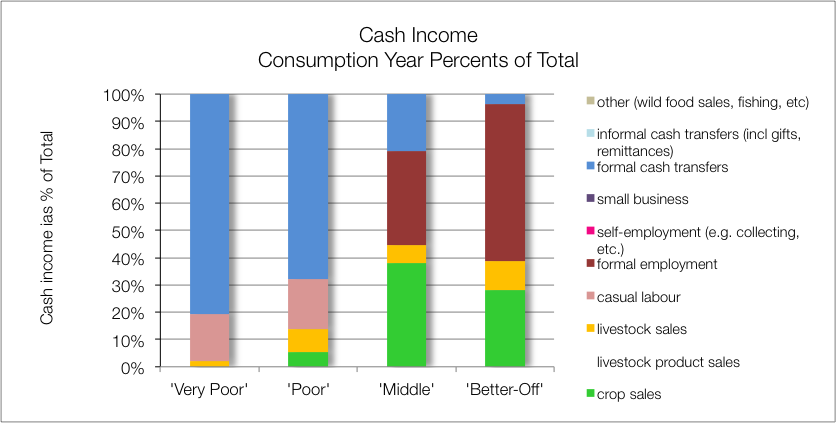 Cash Income
Consumption Year Percents of Total
Cash income ias % of Total
100%
90%
80%
70%
60%
50%
40%
30%
20%
10%
0%
'Very Poor'
'Poor'
'Middle'
'Better-Off'
other (wild food sales, fishing, etc)
informal cash transfers (incl gifts,
remittances)
formal cash transfers
small business
self-employment (e.g. collecting,
etc.)
formal employment
casual labour
livestock sales
livestock product sales
crop sales